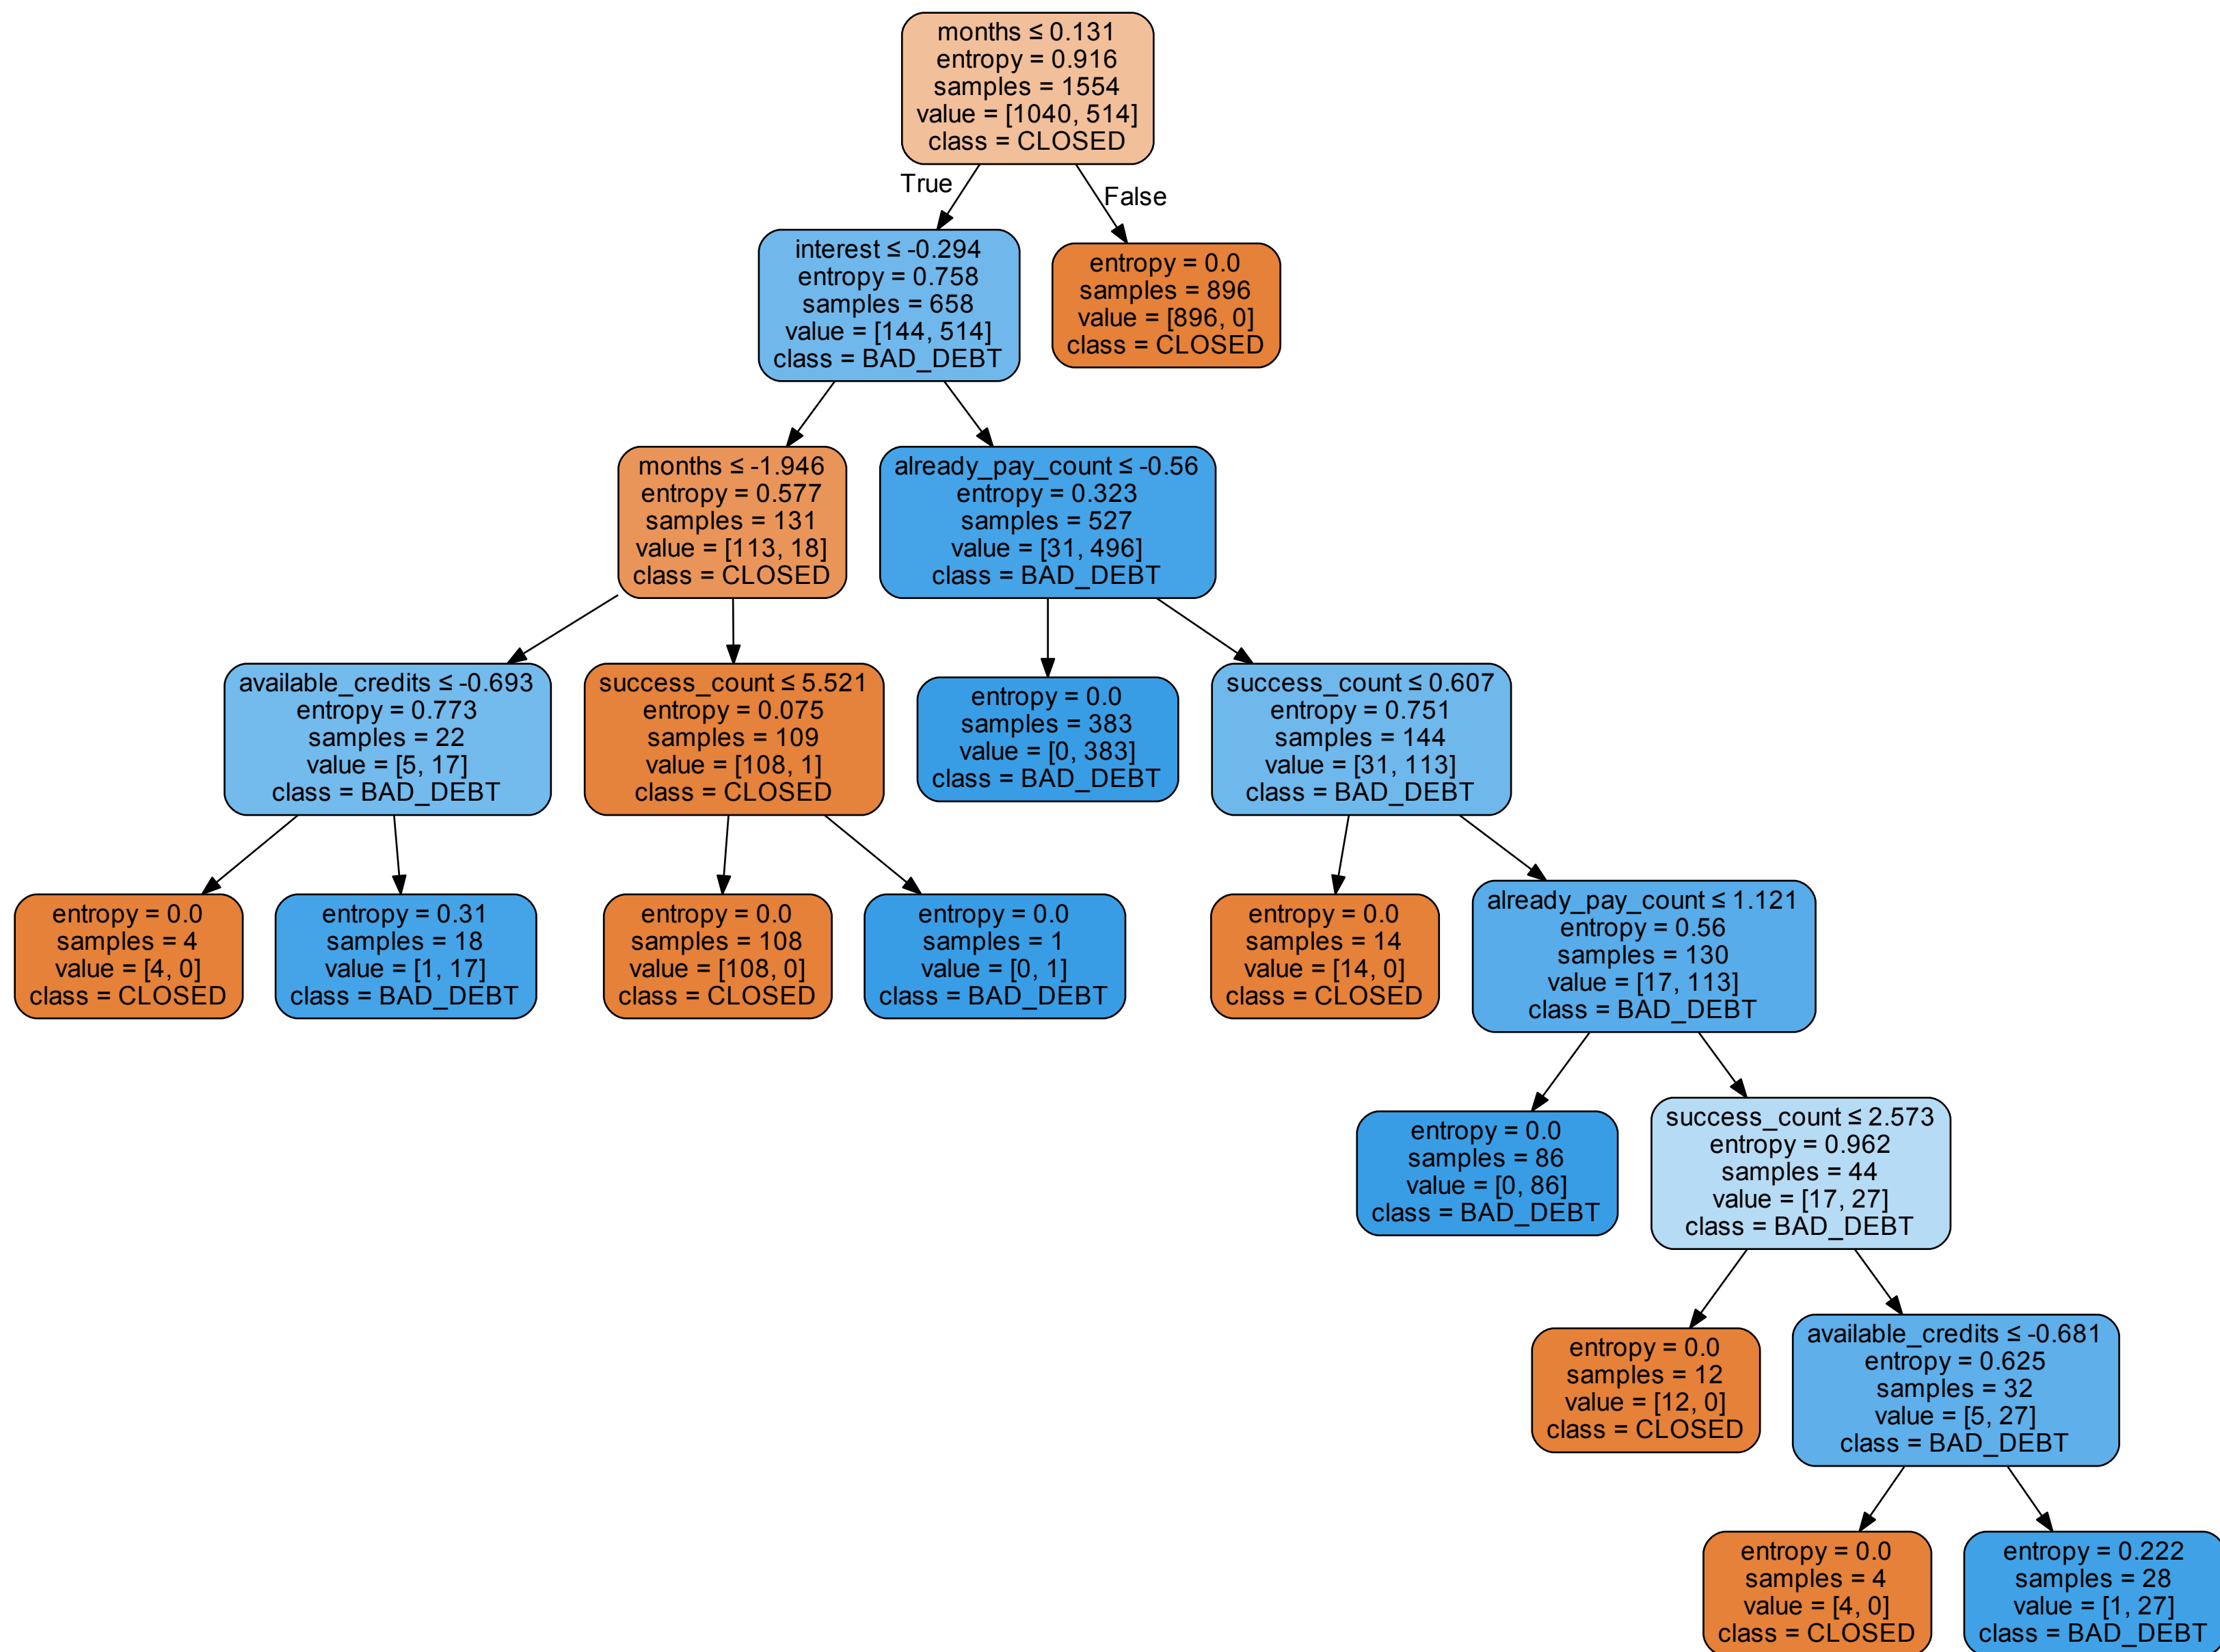 months ≤ 0.131
entropy = 0.916
samples = 1554
value = [1040, 514]
class = CLOSED
True
False
interest ≤ -0.294
entropy = 0.758
samples = 658
value = [144, 514]
class = BAD_DEBT
entropy = 0.0
samples = 896
value = [896, 0]
class = CLOSED
months ≤ -1.946
entropy = 0.577
samples = 131
value = [113, 18]
class = CLOSED
already_pay_count ≤ -0.56
entropy = 0.323
samples = 527
value = [31, 496]
class = BAD_DEBT
available_credits ≤ -0.693
entropy = 0.773
samples = 22
value = [5, 17]
class = BAD_DEBT
success_count ≤ 5.521
entropy = 0.075
samples = 109
value = [108, 1]
class = CLOSED
entropy = 0.0
samples = 383
value = [0, 383]
class = BAD_DEBT
success_count ≤ 0.607
entropy = 0.751
samples = 144
value = [31, 113]
class = BAD_DEBT
entropy = 0.0
samples = 4
value = [4, 0]
class = CLOSED
entropy = 0.31
samples = 18
value = [1, 17]
class = BAD_DEBT
entropy = 0.0
samples = 108
value = [108, 0]
class = CLOSED
entropy = 0.0
samples = 1
value = [0, 1]
class = BAD_DEBT
entropy = 0.0
samples = 14
value = [14, 0]
class = CLOSED
already_pay_count ≤ 1.121
entropy = 0.56
samples = 130
value = [17, 113]
class = BAD_DEBT
entropy = 0.0
samples = 86
value = [0, 86]
class = BAD_DEBT
success_count ≤ 2.573
entropy = 0.962
samples = 44
value = [17, 27]
class = BAD_DEBT
entropy = 0.0
samples = 12
value = [12, 0]
class = CLOSED
available_credits ≤ -0.681
entropy = 0.625
samples = 32
value = [5, 27]
class = BAD_DEBT
entropy = 0.0
samples = 4
value = [4, 0]
class = CLOSED
entropy = 0.222
samples = 28
value = [1, 27]
class = BAD_DEBT